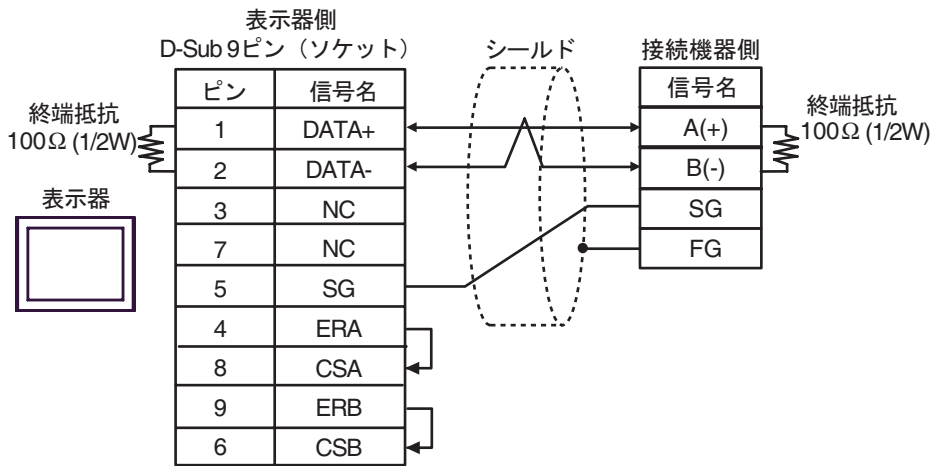 表示器側
D-Sub 9ピン（ソケット）
シールド
接続機器側
ピン 信号名
信号名
終端抵抗
100Ω (1/2W)
終端抵抗
100Ω (1/2W)
1 DATA+
A(+)
2 DATA-
B(-)
表示器
3 NC
SG
7 NC
FG
5 SG
4 ERA
8 CSA
9 ERB
6 CSB